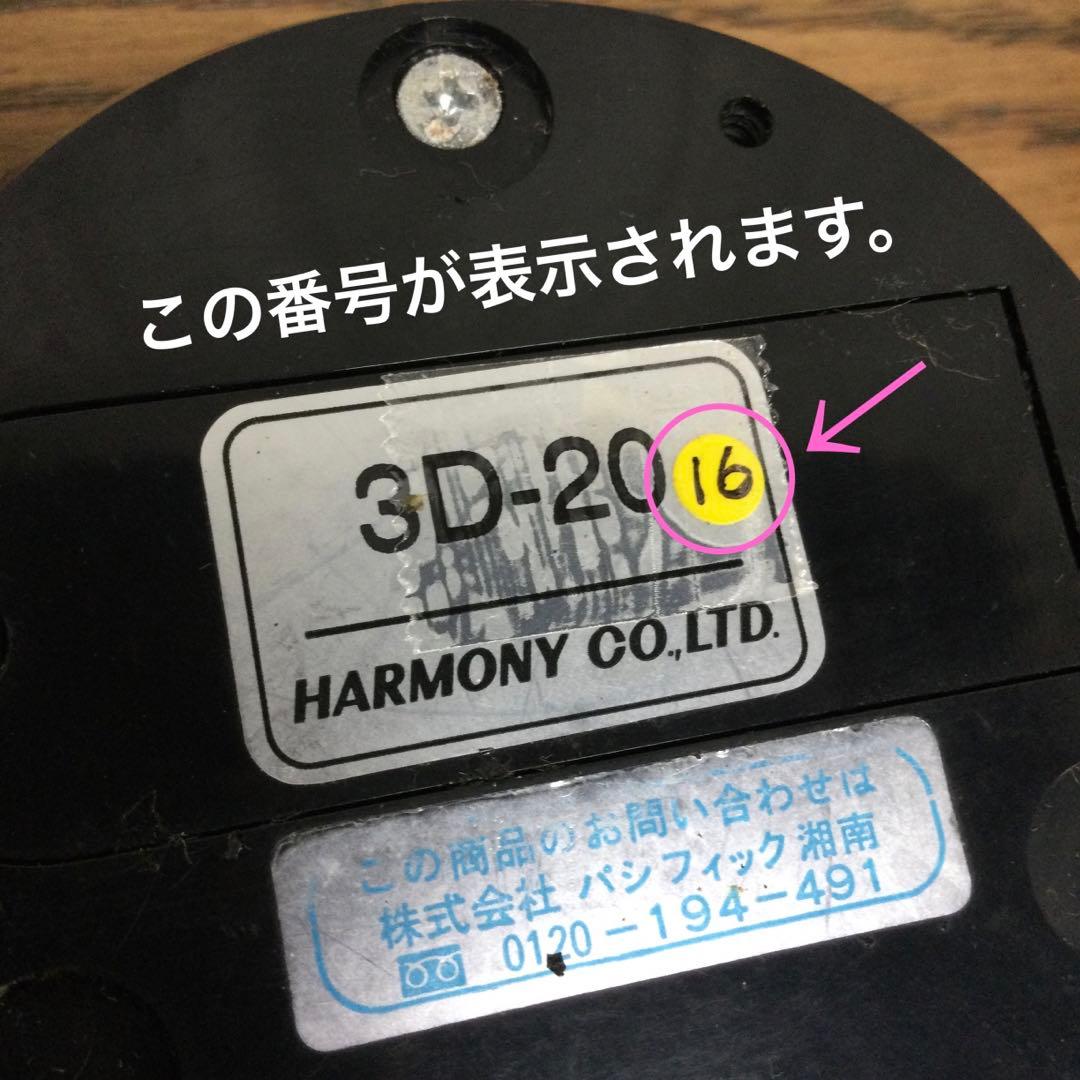 この番号が表示されます。
3D-20
16
HARMONY CO.,LTD.
この商品のお問い合わせは
株式会社 パシフィック湘南
0120-194-491